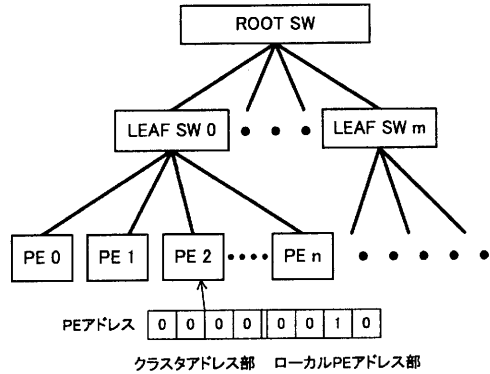 ROOT SW
LEAF SW 0 LEAF SW m
PE 0 PE 1 PE 2 PE n
PEアドレス 0 0 0 0 0 0 1 0
クラスタアドレス部 ローカルPEアドレス部